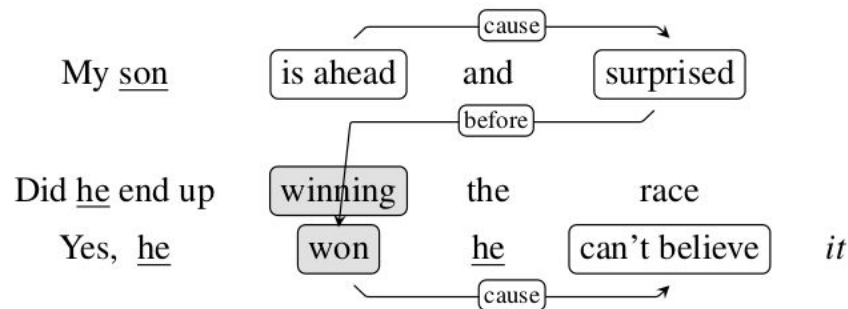 cause
My son is ahead and surprised
before
Did he end up winning the race
Yes, he won he can't believe it
cause